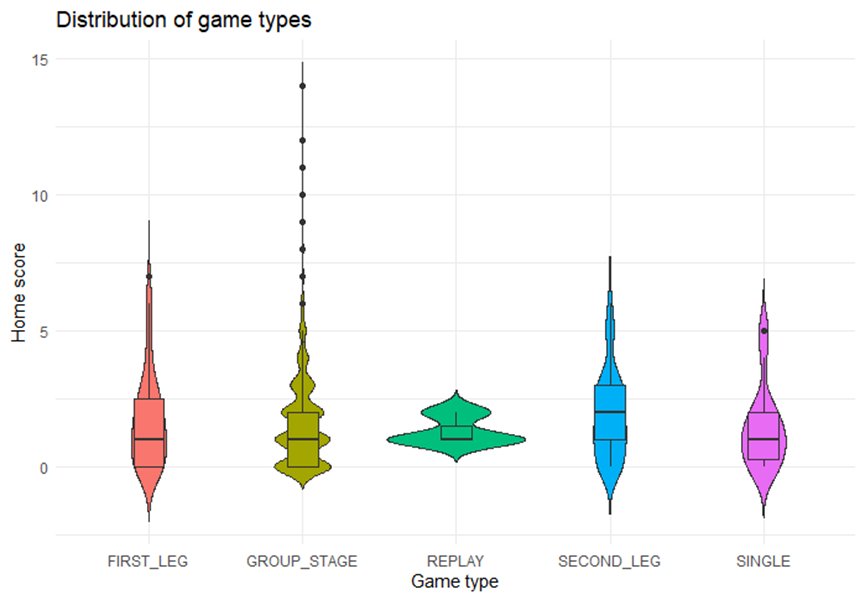 Distribution of game types
15
10
5
0
Home score
FIRST_LEG
GROUP_STAGE
REPLAY
SECOND_LEG
SINGLE
Game type